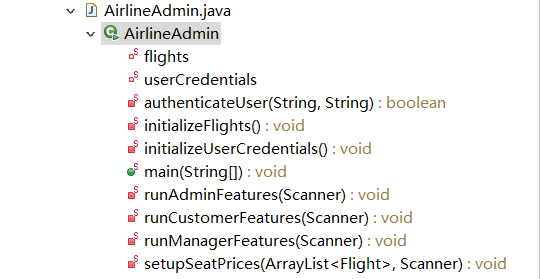 AirlineAdmin.java
AirlineAdmin
flights
userCredentials
authenticateUser(String, String) : boolean
initializeFlights() : void
initializeUserCredentials() : void
main(String[]) : void
runAdminFeatures(Scanner) : void
runCustomerFeatures(Scanner) : void
runManagerFeatures(Scanner) : void
setupSeatPrices(ArrayList<Flight>, Scanner) : void